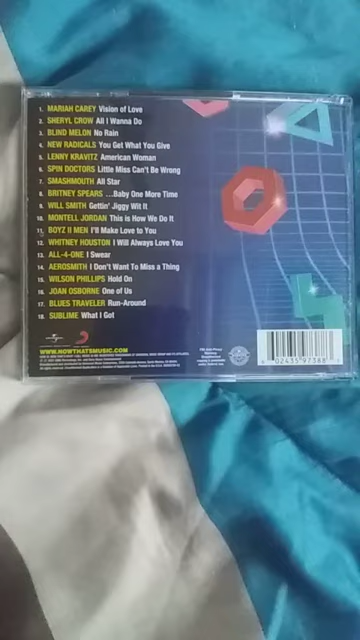 1. MARIAH CAREY Vision of Love
2. SHERYL CROW All I Wanna Do
3. BLIND MELON No Rain
4. NEW RADICALS You Get What You Give
5. LENNY KRAVITZ American Woman
6. SPIN DOCTORS Little Miss Can't Be Wrong
7. SMASHMOUTH All Star
8. BRITNEY SPEARS ...Baby One More Time
9. WILL SMITH Gettin' Jiggy Wit It
10. MONTELL JORDAN This is How We Do It
11. BOYZ II MEN I'll Make Love to You
12. WHITNEY HOUSTON I Will Always Love You
13. ALL-4-ONE I Swear
14. AEROSMITH I Don't Want To Miss a Thing
15. WILSON PHILLIPS Hold On
16. JOAN OSBORNE One of Us
17. BLUES TRAVELER Run-Around
18. SUBLIME What I Got
WWW.NOWTHATSMUSIC.COM